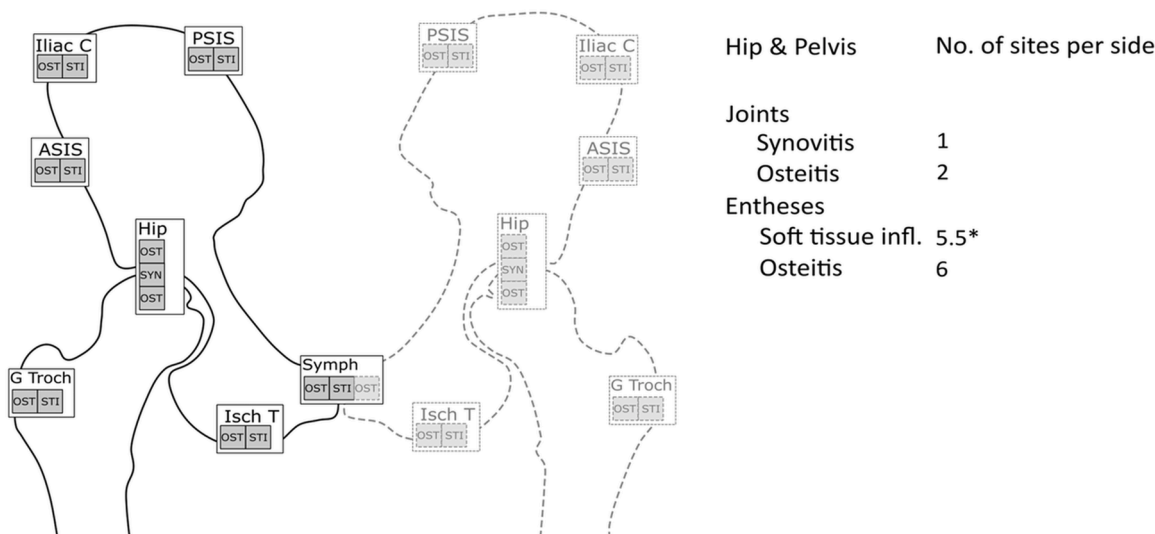 Iliac C
OST STI
PSIS
OST STI
ASIS
OST STI
Hip
OST
SYN
OST
G Troch
OST STI
Isch T
OST STI
Symph
OST STI OST
PSIS
OST STI
Iliac C
OST STI
ASIS
OST STI
Hip
OST
SYN
OST
Isch T
OST STI
G Troch
OST STI
Hip & Pelvis No. of sites per side
Joints
Synovitis 1
Osteitis 2
Entheses
Soft tissue infl. 5.5*
Osteitis 6